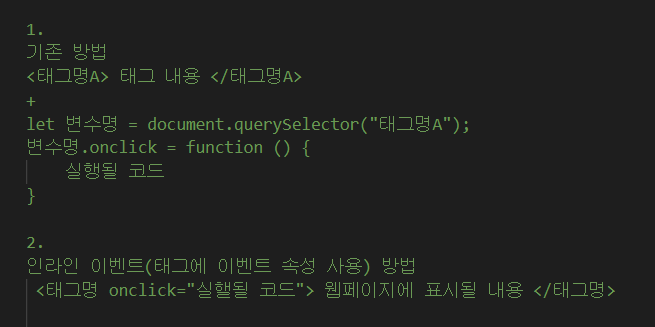 1.
기존 방법
<태그명A> 태그 내용 </태그명A>
+
let 변수명 = document.querySelector("태그명A");
변수명.onclick = function () {
실행될 코드
}
2.
인라인 이벤트(태그에 이벤트 속성 사용) 방법
<태그명 onclick="실핼될 코드"> 웹페이지에 표시될 내용 </태그명>